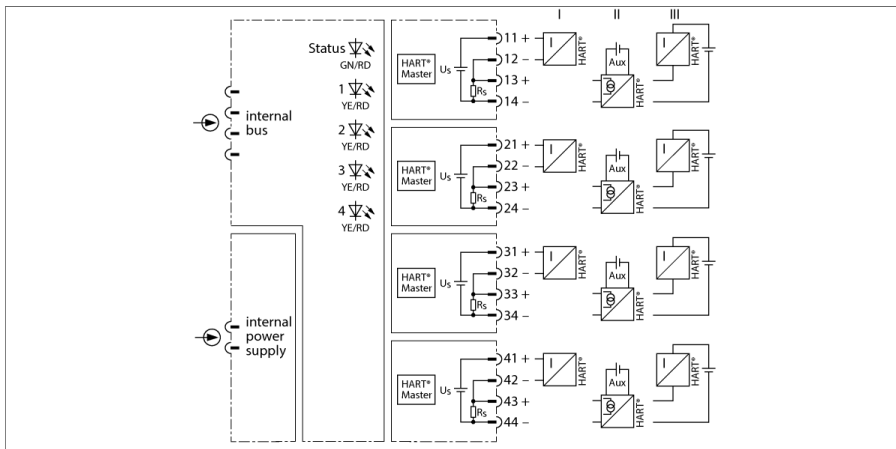 I II III
Status
GN/RD
1
YE/RD
2
YE/RD
3
YE/RD
4
YE/RD
internal
bus
internal
power
supply
HART®
Master
Us
Rs
11 +
12 −
13 +
14 −
I
HART®
Aux
HART®
I
HART®
HART®
Master
Us
Rs
21 +
22 −
23 +
24 −
I
HART®
Aux
HART®
I
HART®
HART®
Master
Us
Rs
31 +
32 −
33 +
34 −
I
HART®
Aux
HART®
I
HART®
HART®
Master
Us
Rs
41 +
42 −
43 +
44 −
I
HART®
Aux
HART®
I
HART®